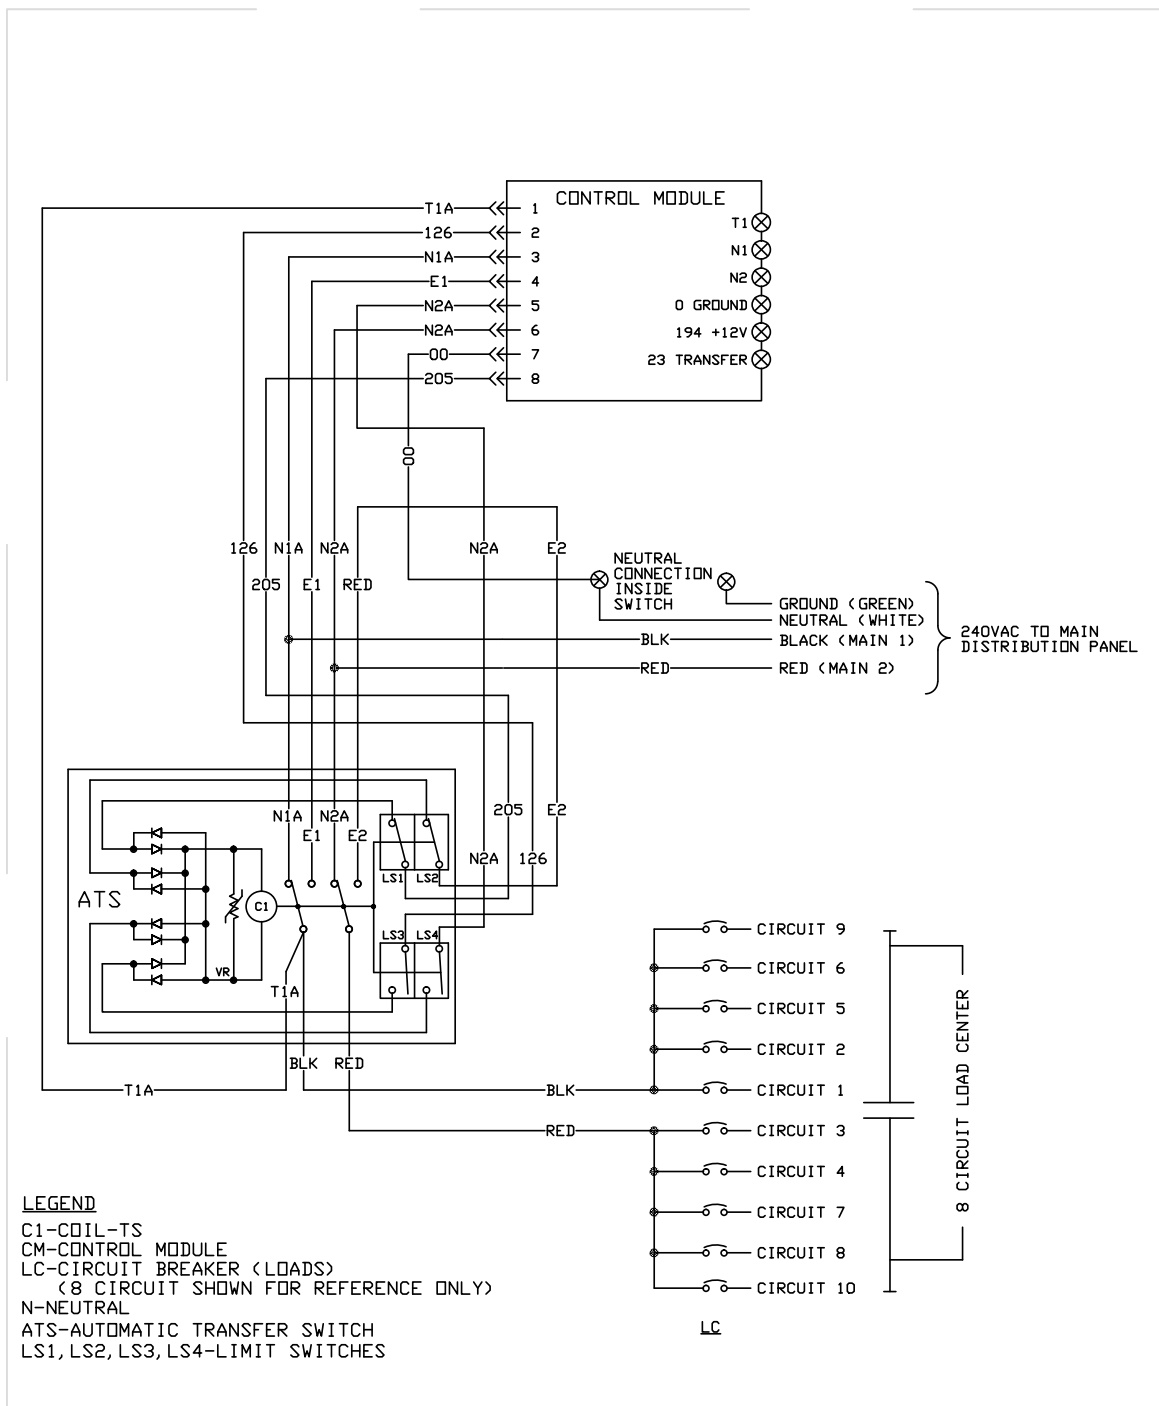 CONTROL MODULE
T1A 1
126 2
N1A 3
E1 4
N2A 5
N2A 6
00 7
205 8
T1
N1
N2
0 GROUND
194 +12V
23 TRANSFER
00
126 N1A N2A N2A E2
205 E1 RED
NEUTRAL
CONNECTION
INSIDE
SWITCH
GROUND (GREEN)
NEUTRAL (WHITE)
BLK BLACK (MAIN 1)
RED RED (MAIN 2)
240VAC TO MAIN
DISTRIBUTION PANEL
N1A N2A 205 E2
E1 E2
N2A 126
LS1 LS2
ATS
C1
LS3 LS4
VR
T1A
BLK RED
T1A
BLK
RED
CIRCUIT 9
CIRCUIT 6
CIRCUIT 5
CIRCUIT 2
CIRCUIT 1
CIRCUIT 3
CIRCUIT 4
CIRCUIT 7
CIRCUIT 8
CIRCUIT 10
8 CIRCUIT LOAD CENTER
LC
LEGEND
C1-COIL-TS
CM-CONTROL MODULE
LC-CIRCUIT BREAKER (LOADS)
(8 CIRCUIT SHOWN FOR REFERENCE ONLY)
N-NEUTRAL
ATS-AUTOMATIC TRANSFER SWITCH
LS1,LS2,LS3,LS4-LIMIT SWITCHES